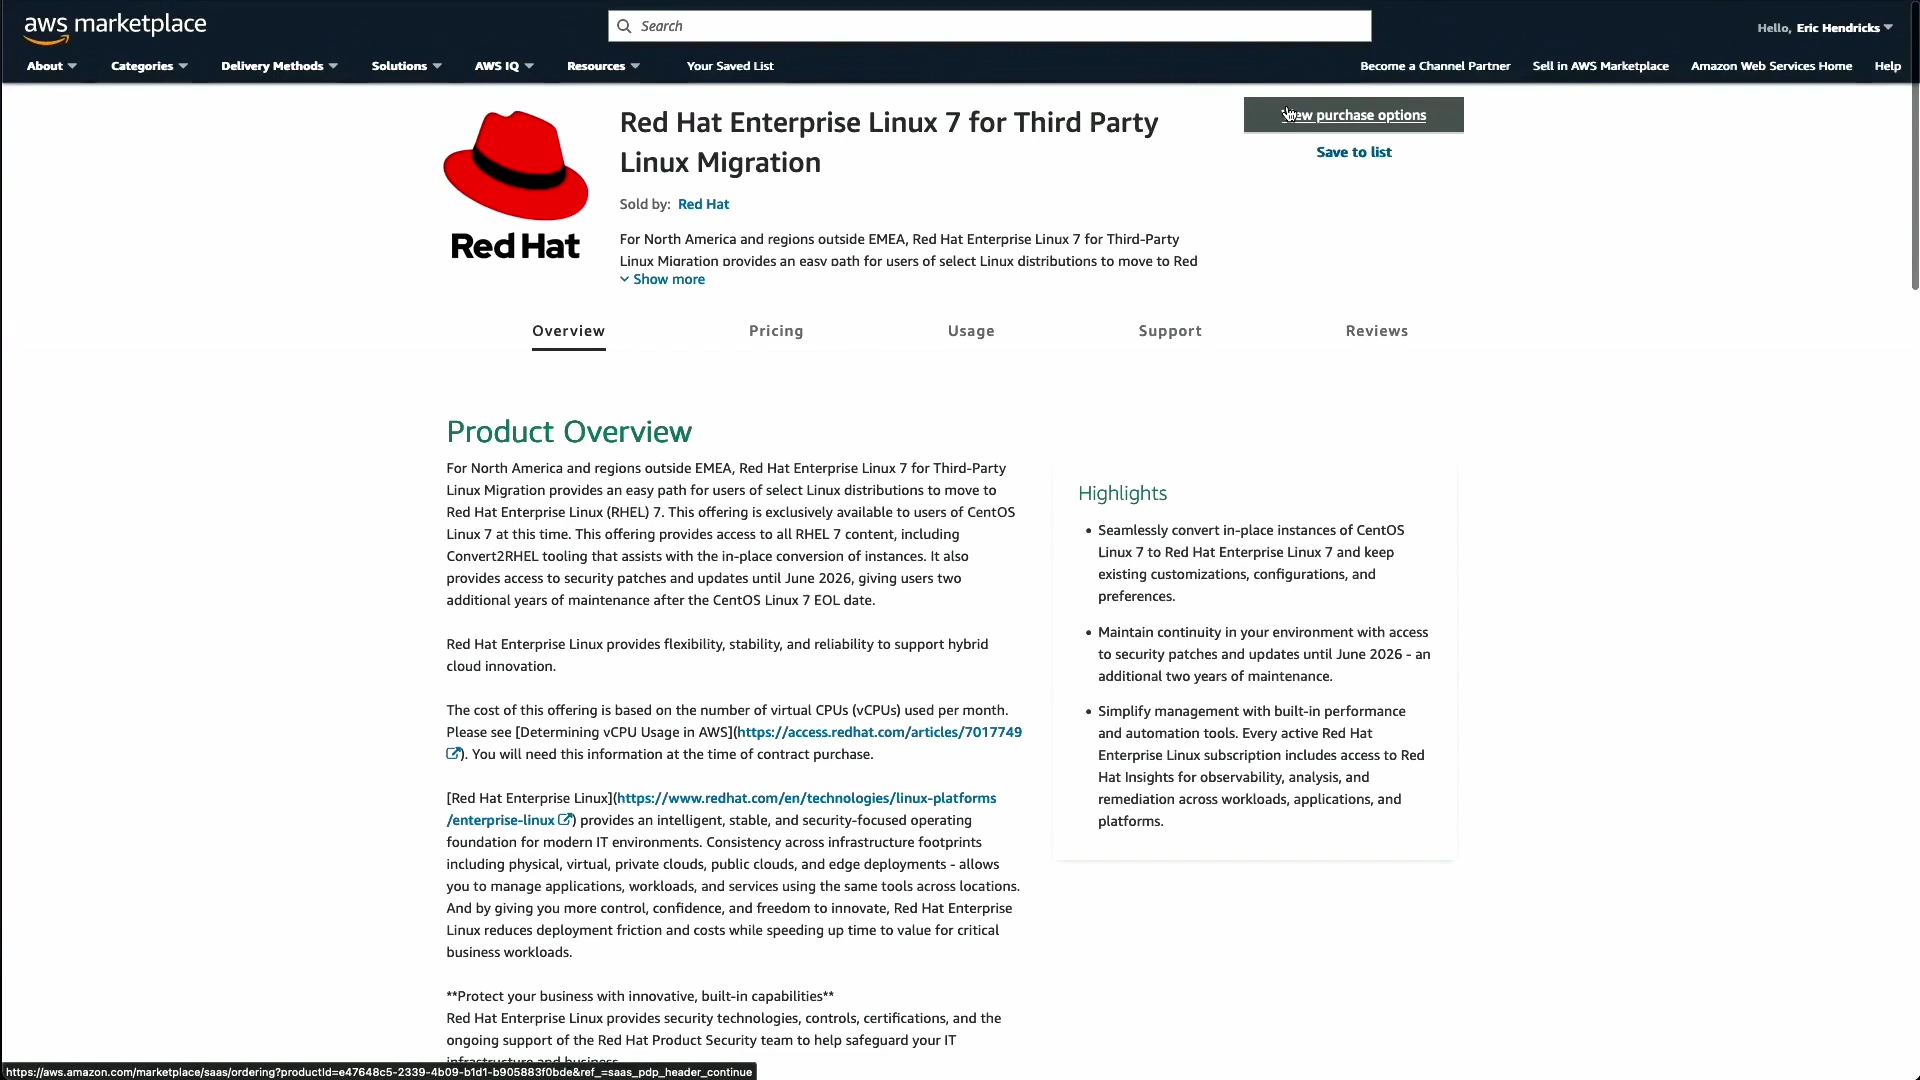 aws marketplace
Search
Hello, Eric Hendricks
About
Categories
Delivery Methods
Solutions
AWS IQ
Resources
Your Saved List
Become a Channel Partner
Sell in AWS Marketplace
Amazon Web Services Home
Help
Red Hat
Red Hat Enterprise Linux 7 for Third Party
Linux Migration
Sold by: Red Hat
For North America and regions outside EMEA, Red Hat Enterprise Linux 7 for Third-Party
Linux Migration provides an easy path for users of select Linux distributions to move to Red
Show more
purchase options
Save to list
Overview
Pricing
Usage
Support
Reviews
Product Overview
For North America and regions outside EMEA, Red Hat Enterprise Linux 7 for Third-Party
Linux Migration provides an easy path for users of select Linux distributions to move to
Red Hat Enterprise Linux (RHEL) 7. This offering is exclusively available to users of CentOS
Linux 7 at this time. This offering provides access to all RHEL 7 content, including
Convert2RHEL tooling that assists with the in-place conversion of instances. It also
provides access to security patches and updates until June 2026, giving users two
additional years of maintenance after the CentOS Linux 7 EOL date.
Red Hat Enterprise Linux provides flexibility, stability, and reliability to support hybrid
cloud innovation.
The cost of this offering is based on the number of virtual CPUs (vCPUs) used per month.
Please see [Determining vCPU Usage in AWS](https://access.redhat.com/articles/7017749
). You will need this information at the time of contract purchase.
[Red Hat Enterprise Linux](https://www.redhat.com/en/technologies/linux-platforms
/enterprise-linux ) provides an intelligent, stable, and security-focused operating
foundation for modern IT environments. Consistency across infrastructure footprints
including physical, virtual, private clouds, public clouds, and edge deployments - allows
you to manage applications, workloads, and services using the same tools across locations.
And by giving you more control, confidence, and freedom to innovate, Red Hat Enterprise
Linux reduces deployment friction and costs while speeding up time to value for critical
business workloads.
**Protect your business with innovative, built-in capabilities**
Red Hat Enterprise Linux provides security technologies, controls, certifications, and the
ongoing support of the Red Hat Product Security team to help safeguard your IT
infrastructure and business.
Highlights
• Seamlessly convert in-place instances of CentOS
Linux 7 to Red Hat Enterprise Linux 7 and keep
existing customizations, configurations, and
preferences.
• Maintain continuity in your environment with access
to security patches and updates until June 2026 - an
additional two years of maintenance.
• Simplify management with built-in performance
and automation tools. Every active Red Hat
Enterprise Linux subscription includes access to Red
Hat Insights for observability, analysis, and
remediation across workloads, applications, and
platforms.
https://aws.amazon.com/marketplace/saas/ordering?productId=e47648c5-2339-4b09-b1d1-b905883f0bde&ref_=saas_pdp_header_continue